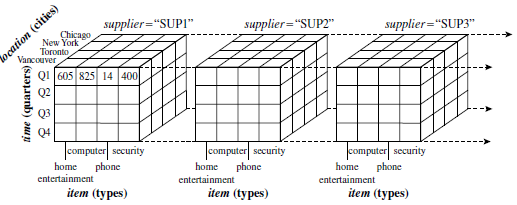 supplier = “SUP1” supplier = “SUP2” supplier = “SUP3”
location (cities)
Chicago
New York
Toronto
Vancouver
time (quarters)
Q1 605 825 14 400
Q2
Q3
Q4
computer security computer security computer security
home phone home phone home phone
entertainment entertainment entertainment
item (types) item (types) item (types)